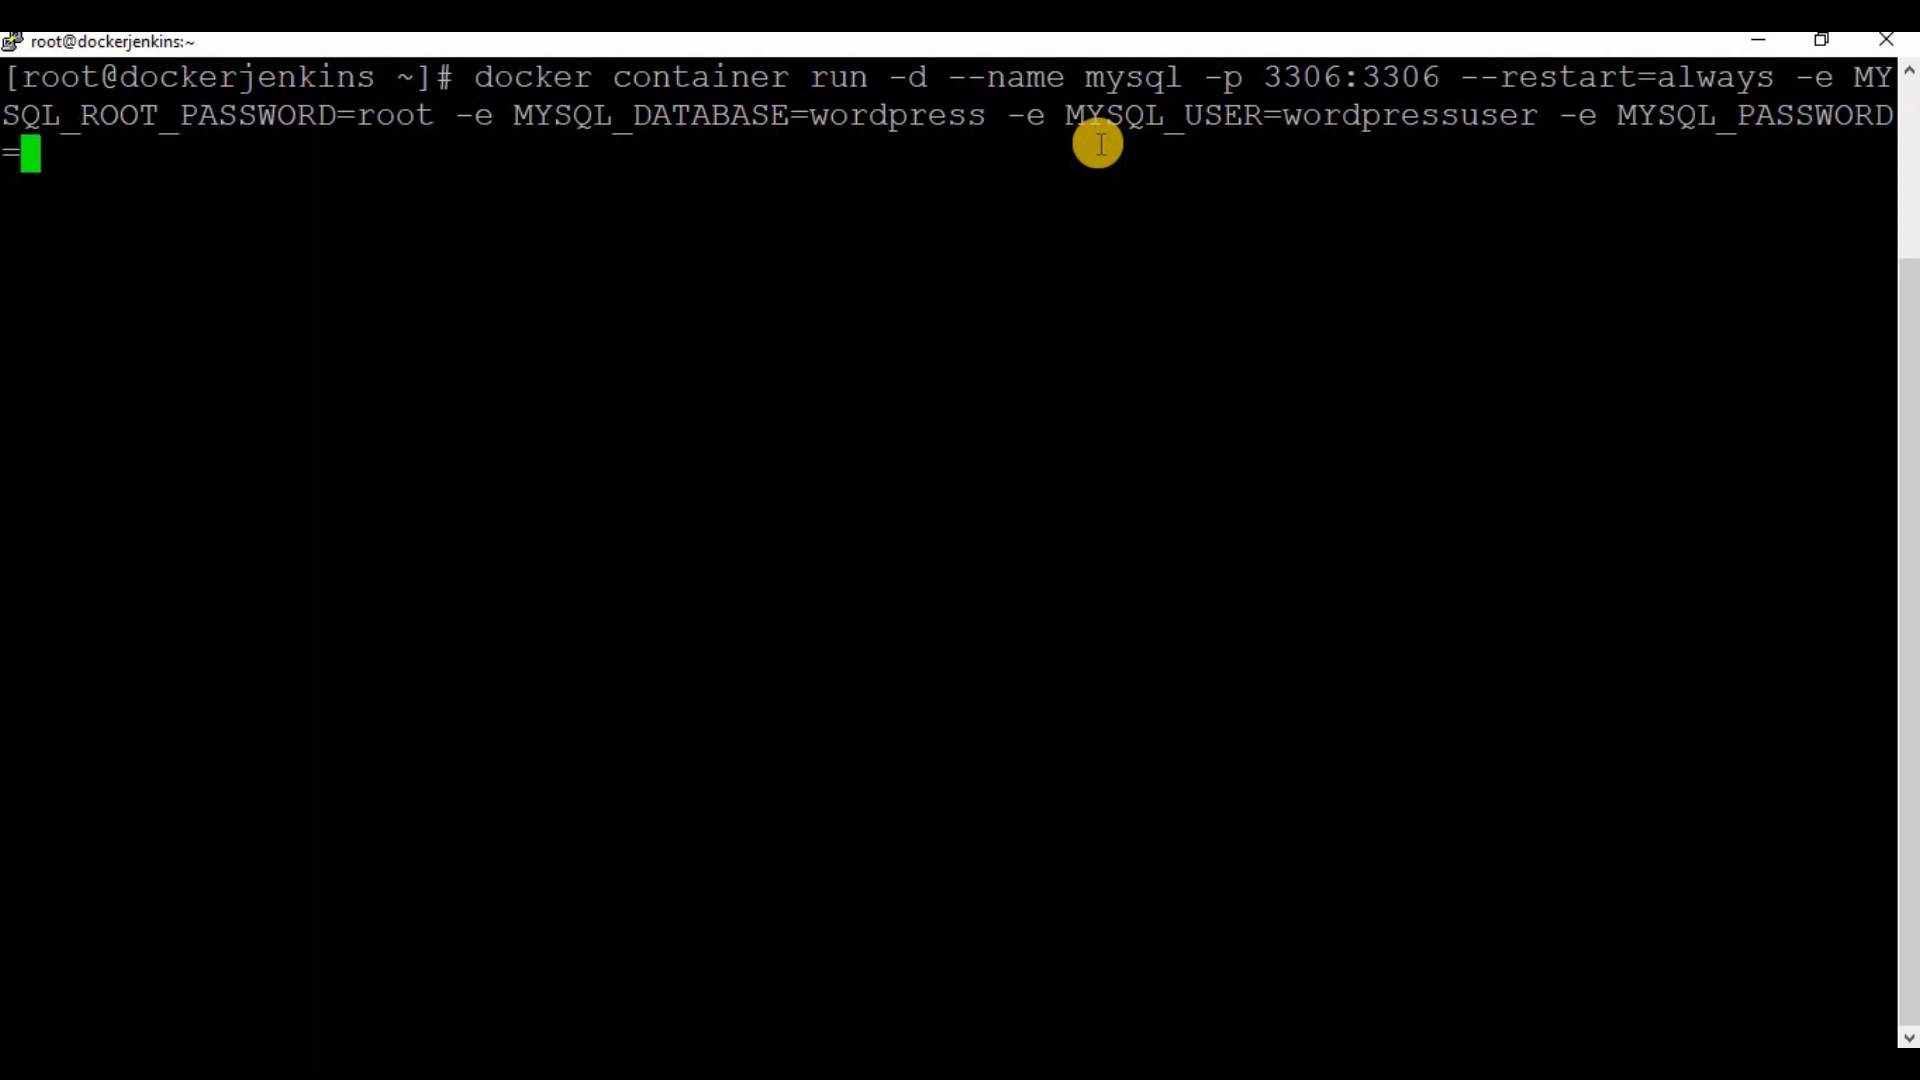 root@dockerjenkins:~
[root@dockerjenkins ~]# docker container run -d --name mysql -p 3306:3306 --restart=always -e MY
SQL_ROOT_PASSWORD=root -e MYSQL_DATABASE=wordpress -e MYSQL_USER=wordpressuser -e MYSQL_PASSWORD
=